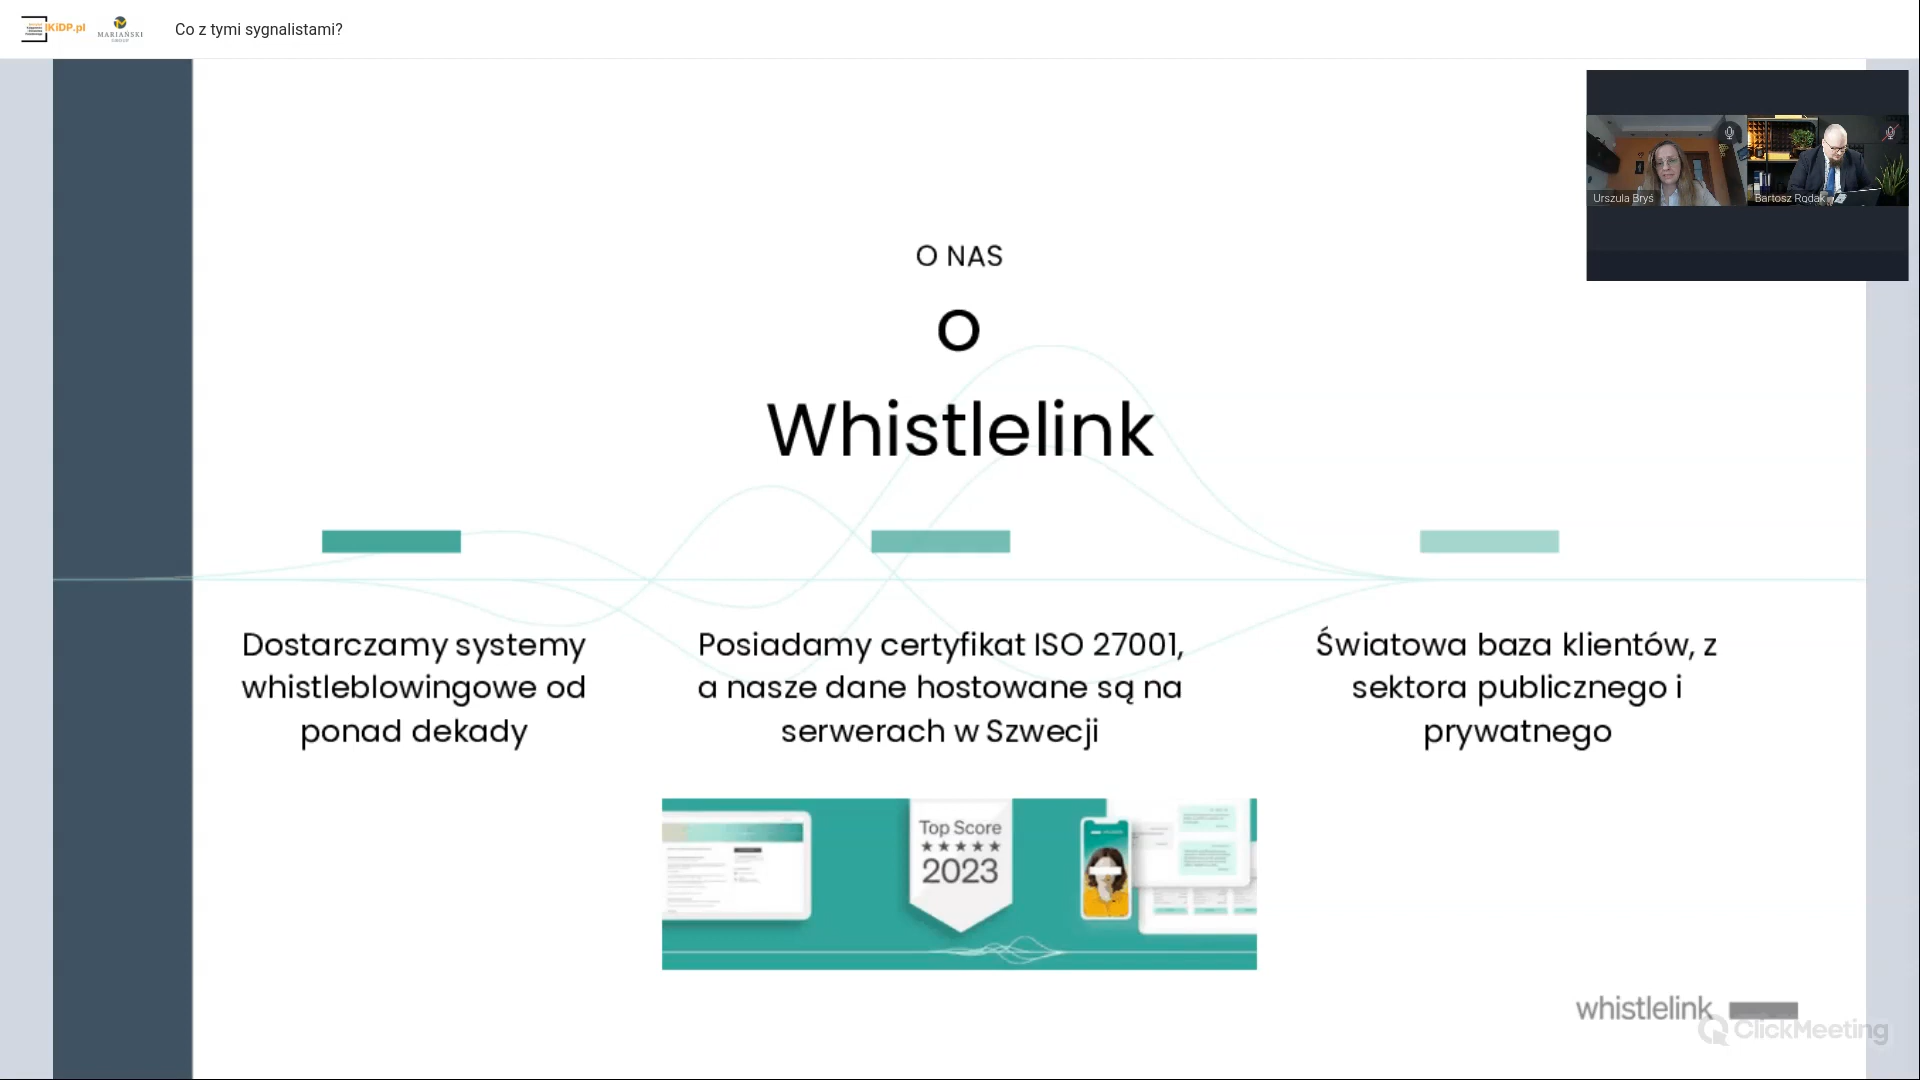 IKiDP.pl
MARIAŃSKI
GROUP
Co z tymi sygnalistami?
Urszula Bryś
Bartosz Rodak
O NAS
O
Whistlelink
Dostarczamy systemy
whistleblowingowe od
ponad dekady
Posiadamy certyfikat ISO 27001,
a nasze dane hostowane są na
serwerach w Szwecji
Światowa baza klientów, z
sektora publicznego i
prywatnego
Top Score
2023
whistlelink
ClickMeeting